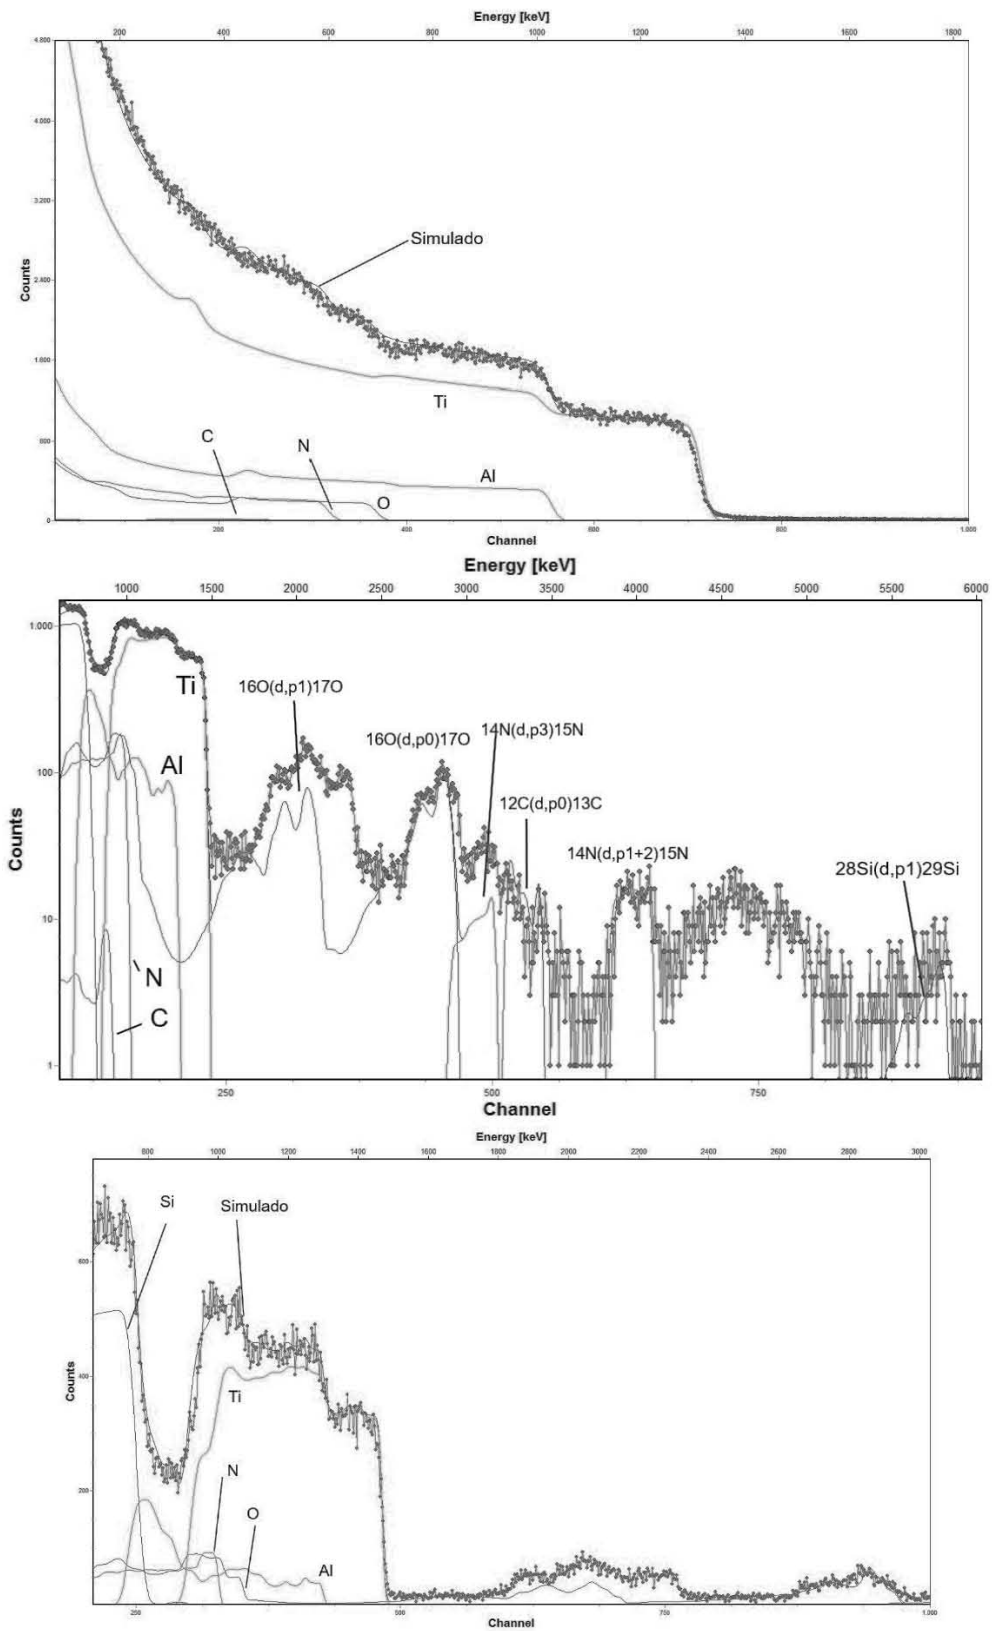 Energy [keV]
200 400 600 800 1000 1200 1400 1600 1800
4.800
4.000
3.200
2.400
1.600
800
0
Counts
Simulado
Ti
C
N
Al
O
200 400 600 800 1.000
Channel
Energy [keV]
1000 1500 2000 2500 3000 3500 4000 4500 5000 5500 6000
1.000
100
10
1
Counts
Ti
16O(d,p1)17O
16O(d,p0)17O
14N(d,p3)15N
Al
12C(d,p0)13C
14N(d,p1+2)15N
28Si(d,p1)29Si
N
C
250 500 750
Channel
Energy [keV]
800 1000 1200 1400 1600 1800 2000 2200 2400 2600 2800 3000
600
400
200
Counts
Si
Simulado
Ti
N
O
Al
250 500 750 1.000
Channel